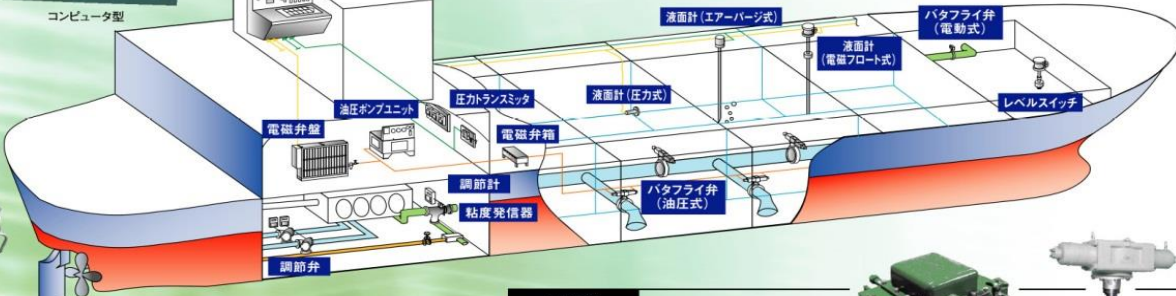 コンピュータ型
液面計(エアーパージ式)
バタフライ弁
(電動式)
液面計
(電磁フロート式)
液面計(圧力式)
レベルスイッチ
油圧ポンプユニット
圧力トランスミッタ
電磁弁盤
電磁弁箱
調節計
バタフライ弁
(油圧式)
粘度発信器
調節弁